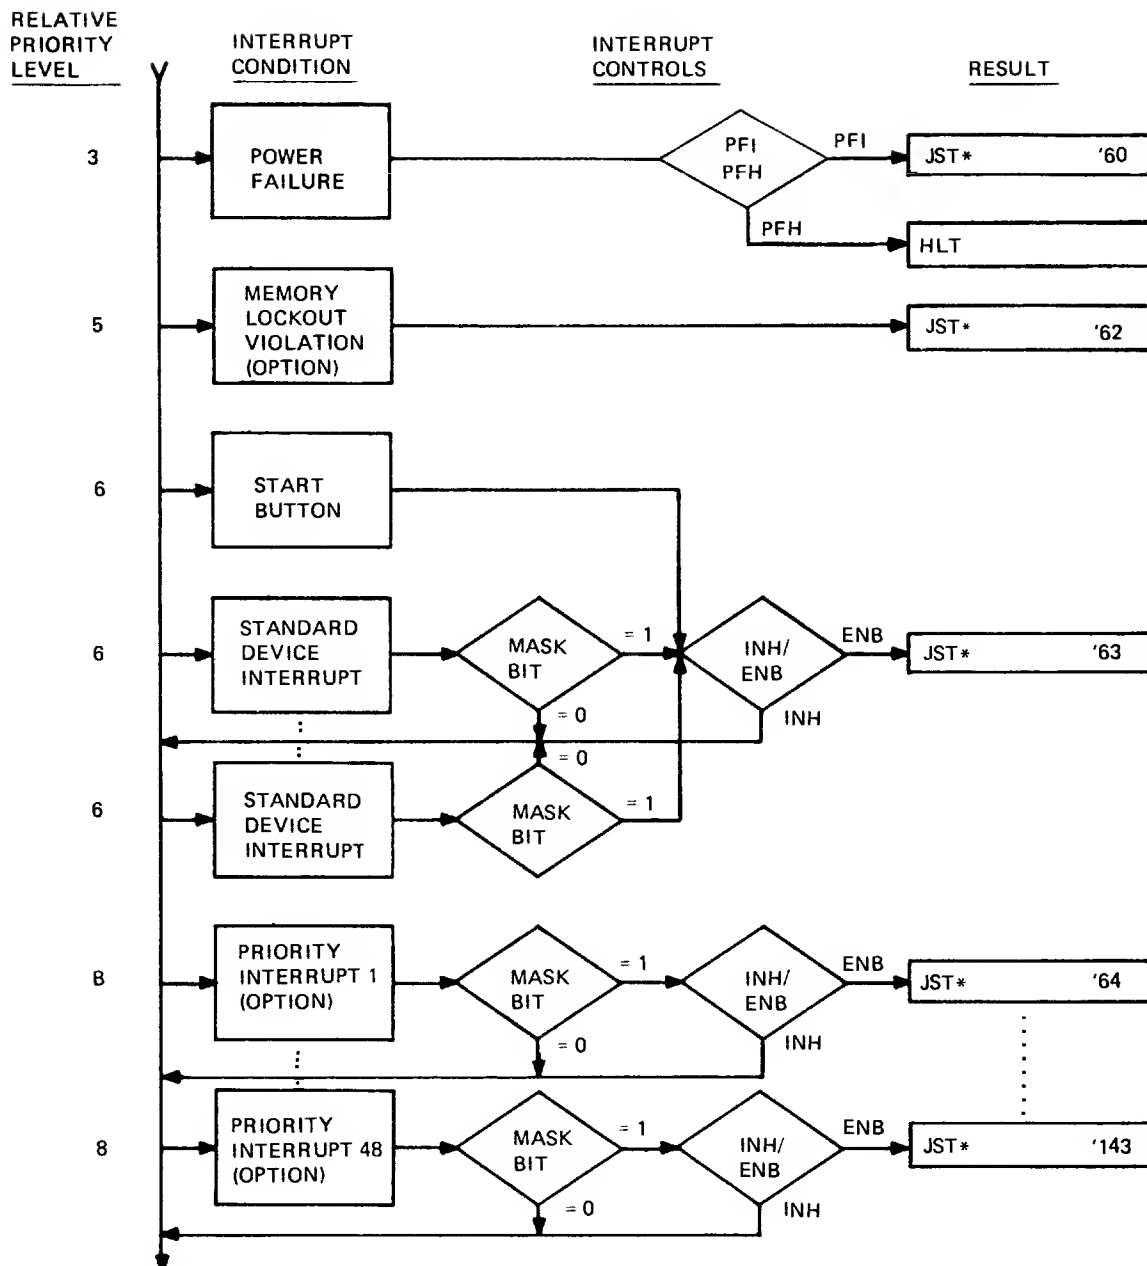 RELATIVE
PRIORITY
LEVEL
INTERRUPT
CONDITION
INTERRUPT
CONTROLS
RESULT
3
POWER
FAILURE
PFI
PFH
PFI
JST* '60
PFH
HLT
5
MEMORY
LOCKOUT
VIOLATION
(OPTION)
JST* '62
6
START
BUTTON
6
STANDARD
DEVICE
INTERRUPT
MASK
BIT
= 1
= 0
INH/
ENB
ENB
INH
JST* '63
6
STANDARD
DEVICE
INTERRUPT
= 0
MASK
BIT
= 1
B
PRIORITY
INTERRUPT 1
(OPTION)
MASK
BIT
= 1
= 0
INH/
ENB
ENB
INH
JST* '64
8
PRIORITY
INTERRUPT 48
(OPTION)
MASK
BIT
= 1
= 0
INH/
ENB
ENB
INH
JST* '143